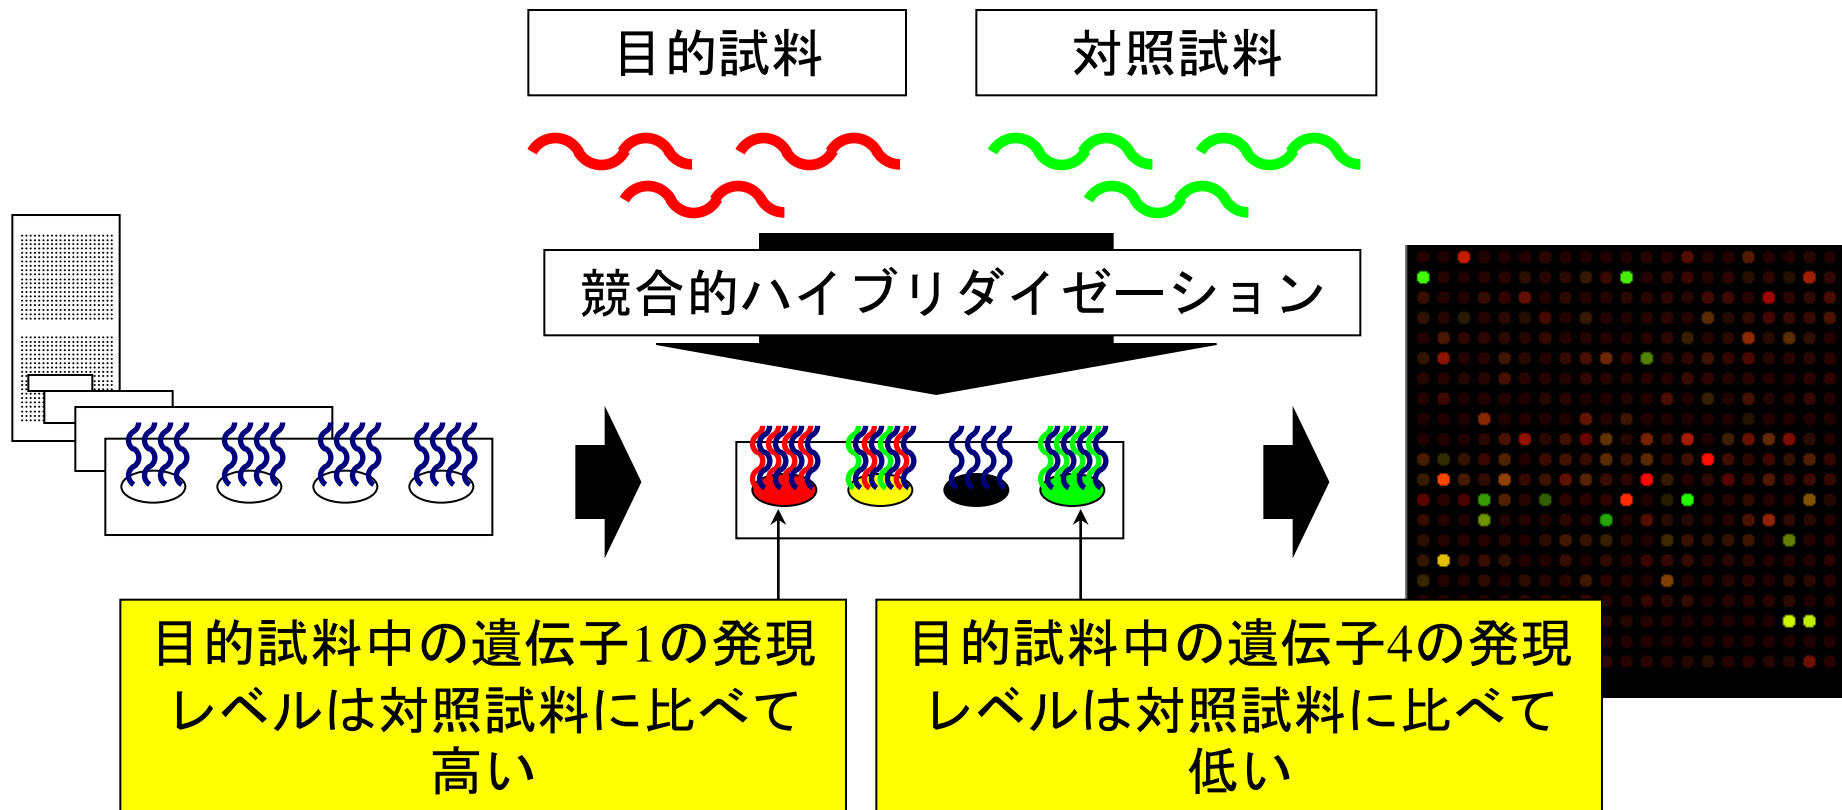 目的試料
対照試料
競合的ハイブリダイゼーション
目的試料中の遺伝子1の発現
レベルは対照試料に比べて
高い
目的試料中の遺伝子4の発現
レベルは対照試料に比べて
低い